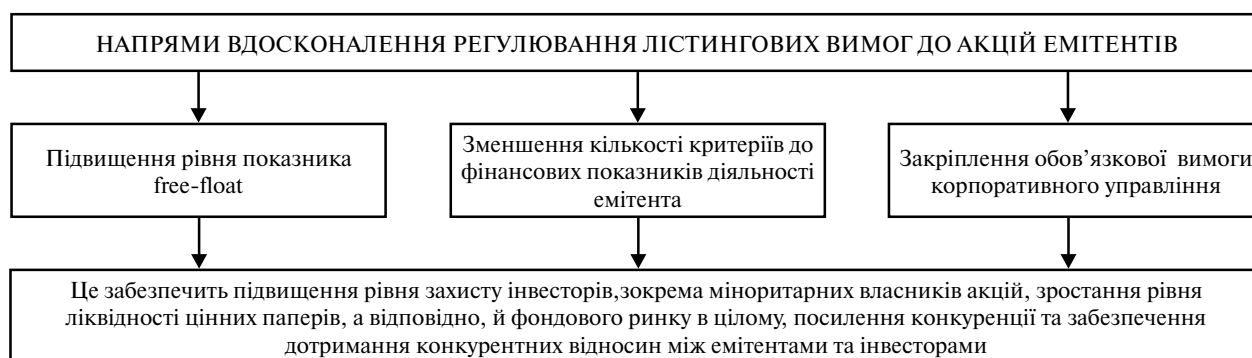 НАПРЯМИ ВДОСКОНАЛЕННЯ РЕГУЛЮВАННЯ ЛІСТИНГОВИХ ВИМОГ ДО АКЦІЙ ЕМІТЕНТІВ
Підвищення рівня показника
free-float
Зменшення кількості критеріїв до
фінансових показників діяльності
емітента
Закріплення обов’язкової вимоги
корпоративного управління
Це забезпечить підвищення рівня захисту інвесторів,зокрема міноритарних власників акцій, зростання рівня
ліквідності цінних паперів, а відповідно, й фондового ринку в цілому, посилення конкуренції та забезпечення
дотримання конкурентних відносин між емітентами та інвесторами